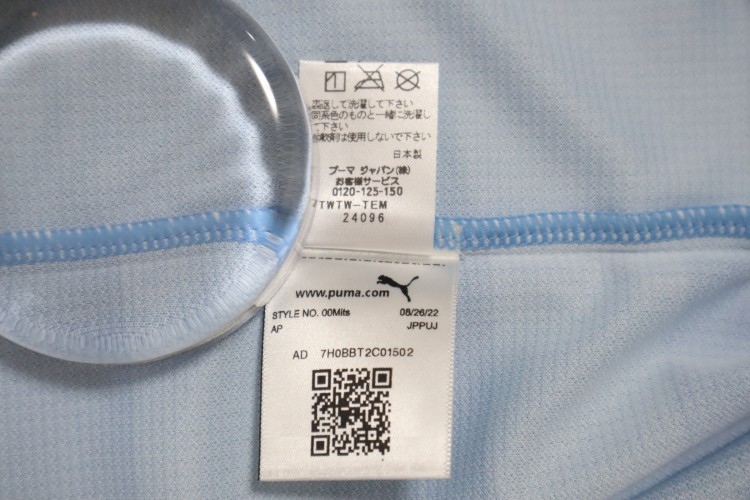 裏返して洗濯して下さい
同系色のものと一緒に洗濯し
て下さい
柔軟剤は使用しないで下さい
日本製
プーマ ジャパン(株)
お客様サービス
0120-125-150
TWTW-TEM
24096
www.puma.com
STYLE NO. 00Mits 08/26/22
AP JPPUJ
AD 7H0BBT2C01502